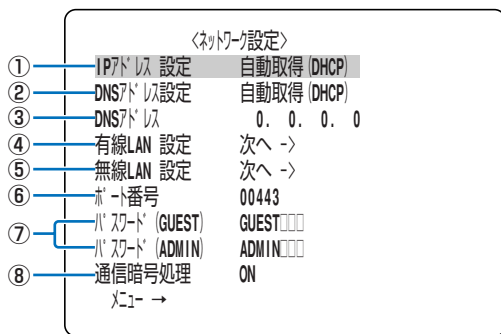 〈ネットワーク設定〉
① IPアドレス 設定 自動取得(DHCP)
② DNSアドレス設定 自動取得(DHCP)
③ DNSアドレス 0. 0. 0. 0
④ 有線LAN 設定 次へ ->
⑤ 無線LAN 設定 次へ ->
⑥ ポート番号 00443
⑦ パスワード(GUEST) GUEST□□□
パスワード(ADMIN) ADMIN□□□
⑧ 通信暗号処理 ON
メニュー →